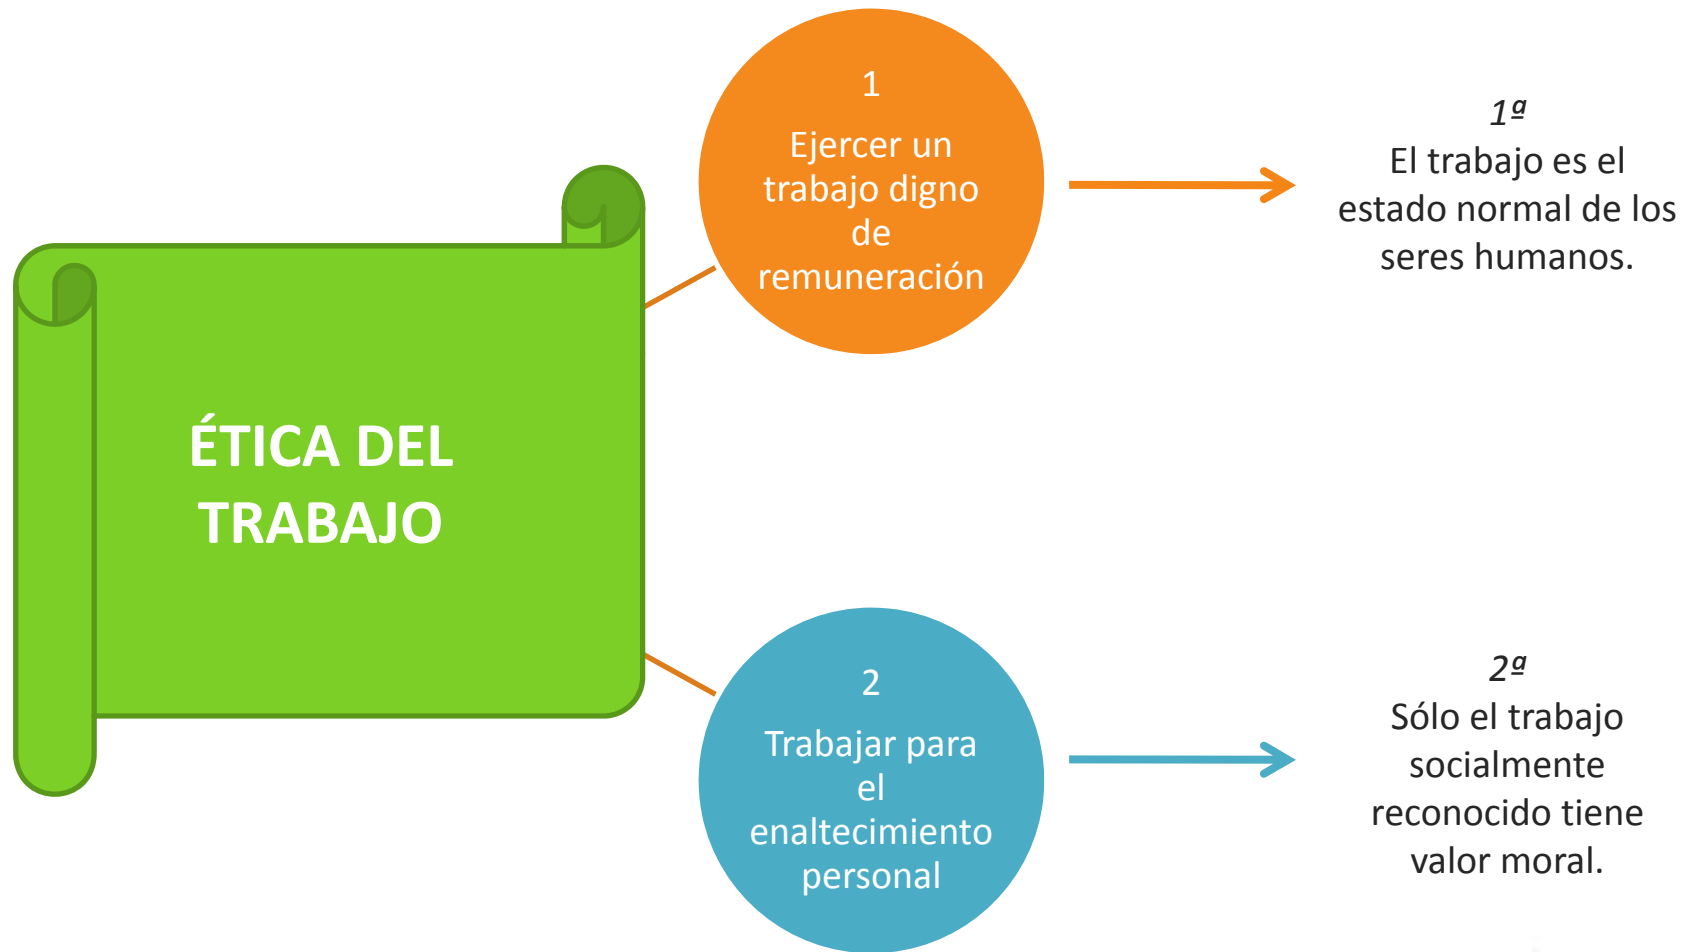 ÉTICA DEL
TRABAJO
1
Ejercer un
trabajo digno
de
remuneración
1ª
El trabajo es el
estado normal de los
seres humanos.
2
Trabajar para
el
enaltecimiento
personal
2ª
Sólo el trabajo
socialmente
reconocido tiene
valor moral.